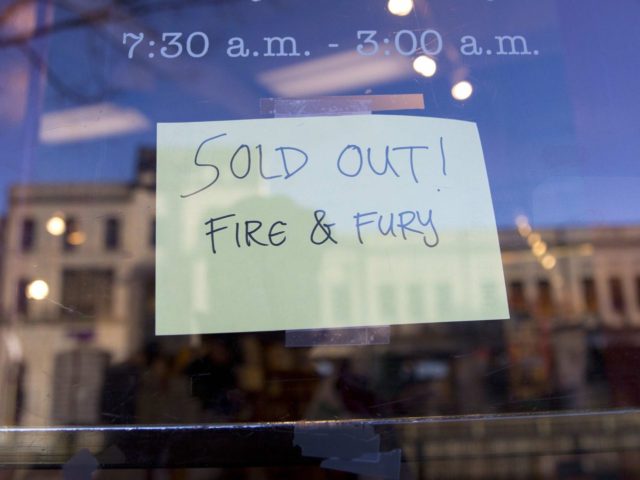 7:30 a.m. - 3:00 a.m.
SOLD OUT!
FIRE & FURY